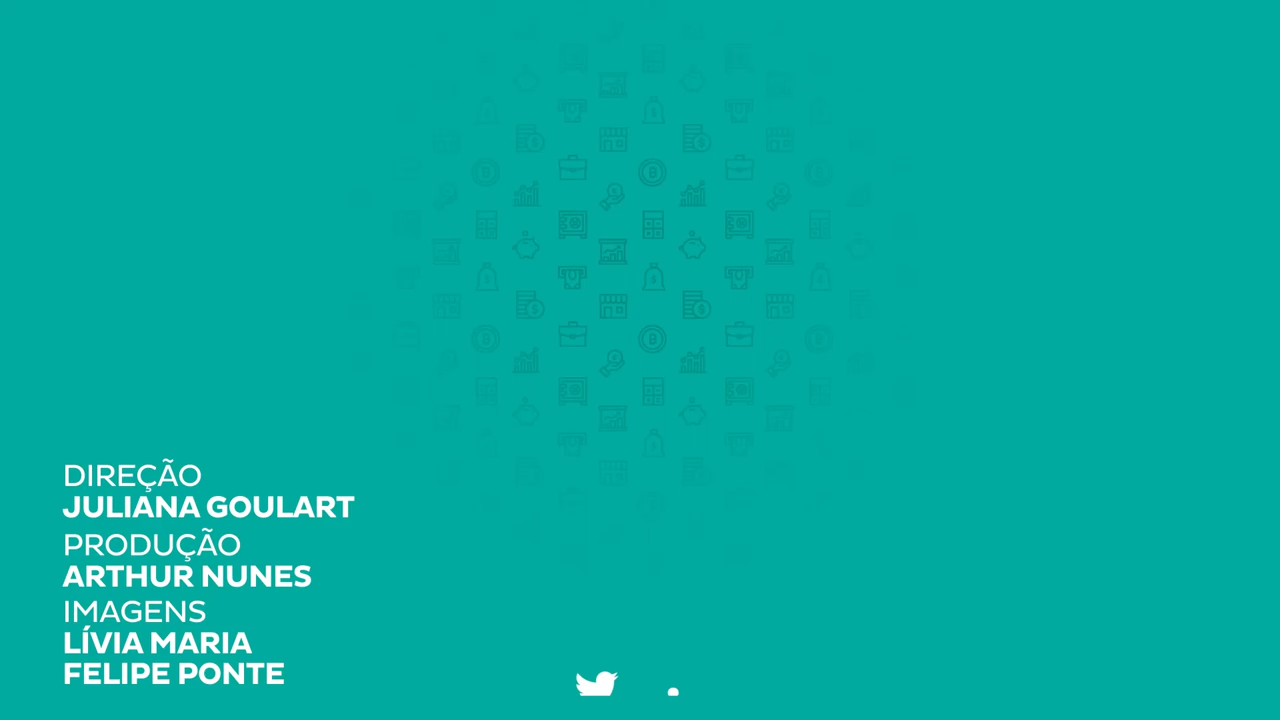 DIREÇÃO
JULIANA GOULART
PRODUÇÃO
ARTHUR NUNES
IMAGENS
LÍVIA MARIA
FELIPE PONTE